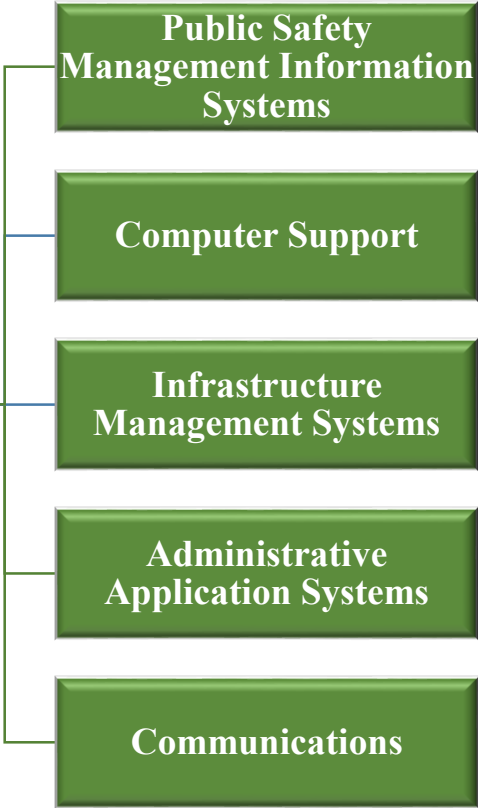 Public Safety
Management Information
Systems
Computer Support
Infrastructure
Management Systems
Administrative
Application Systems
Communications